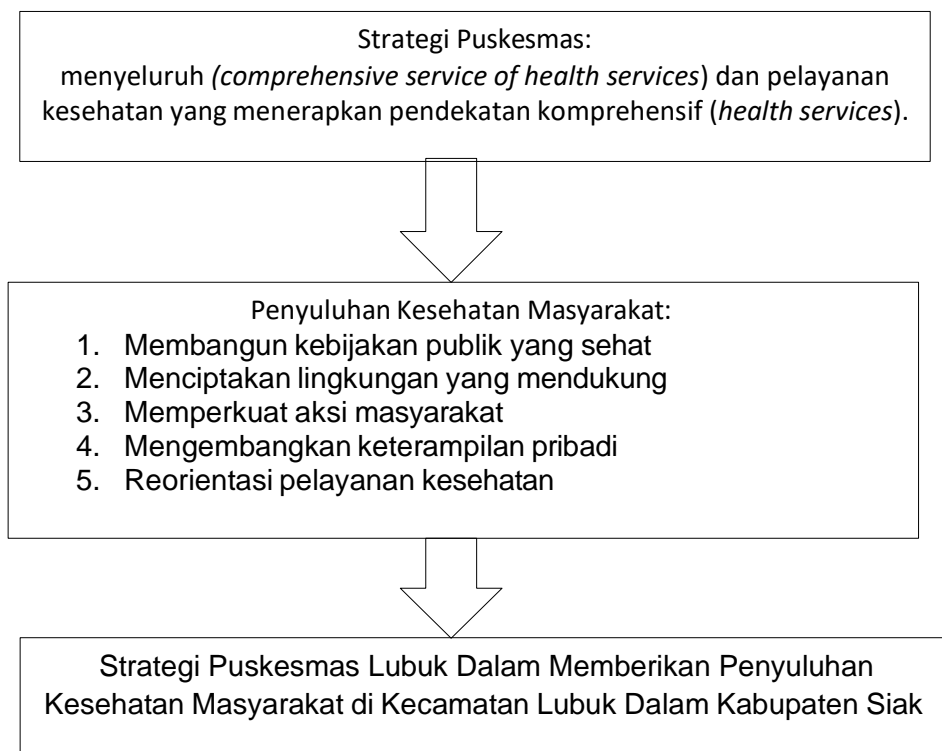 Strategi Puskesmas:
menyeluruh (comprehensive service of health services) dan pelayanan
kesehatan yang menerapkan pendekatan komprehensif (health services).
Penyuluhan Kesehatan Masyarakat:
1. Membangun kebijakan publik yang sehat
2. Menciptakan lingkungan yang mendukung
3. Memperkuat aksi masyarakat
4. Mengembangkan keterampilan pribadi
5. Reorientasi pelayanan kesehatan
Strategi Puskesmas Lubuk Dalam Memberikan Penyuluhan
Kesehatan Masyarakat di Kecamatan Lubuk Dalam Kabupaten Siak